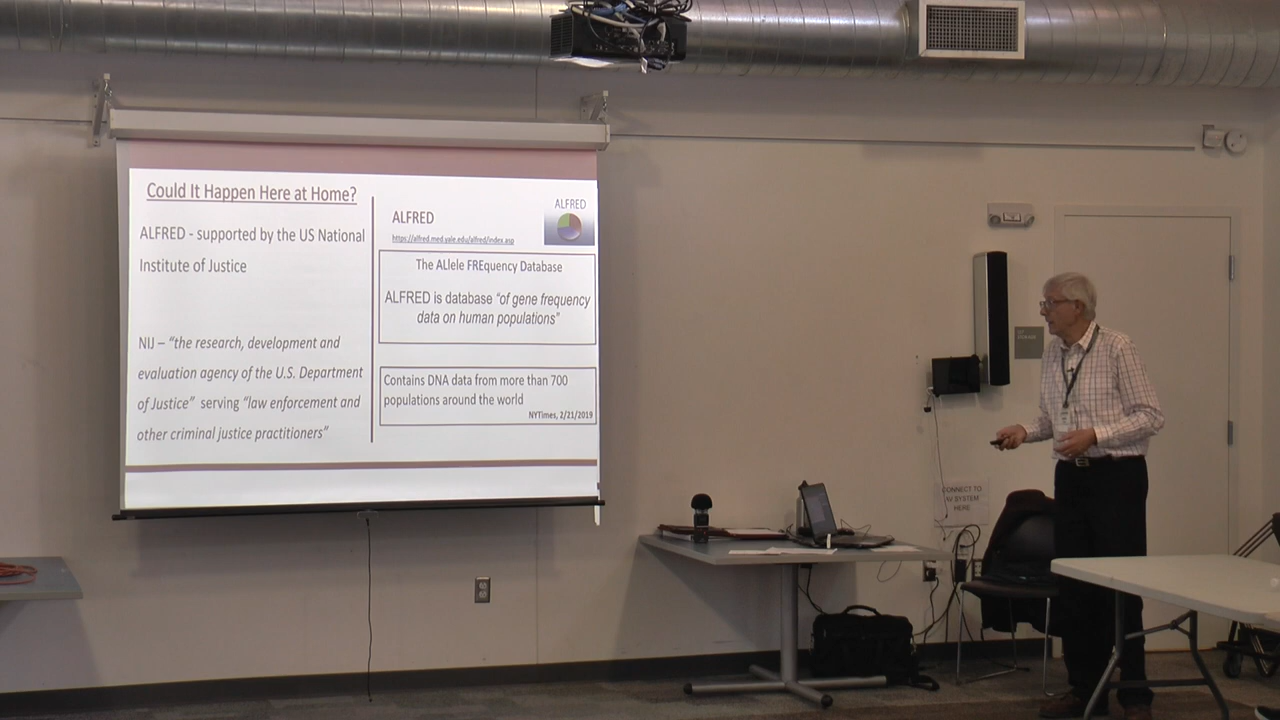 Could It Happen Here at Home?
ALFRED - supported by the US National
Institute of Justice
NIJ – “the research, development and
evaluation agency of the U.S. Department
of Justice” serving “law enforcement and
other criminal justice practitioners”
ALFRED
https://alfred.med.yale.edu/alfred/index.asp
ALFRED
The ALlele FREquency Database
ALFRED is database “of gene frequency
data on human populations”
Contains DNA data from more than 700
populations around the world
NYTimes, 2/21/2019
CONNECT TO
AV SYSTEM
HERE